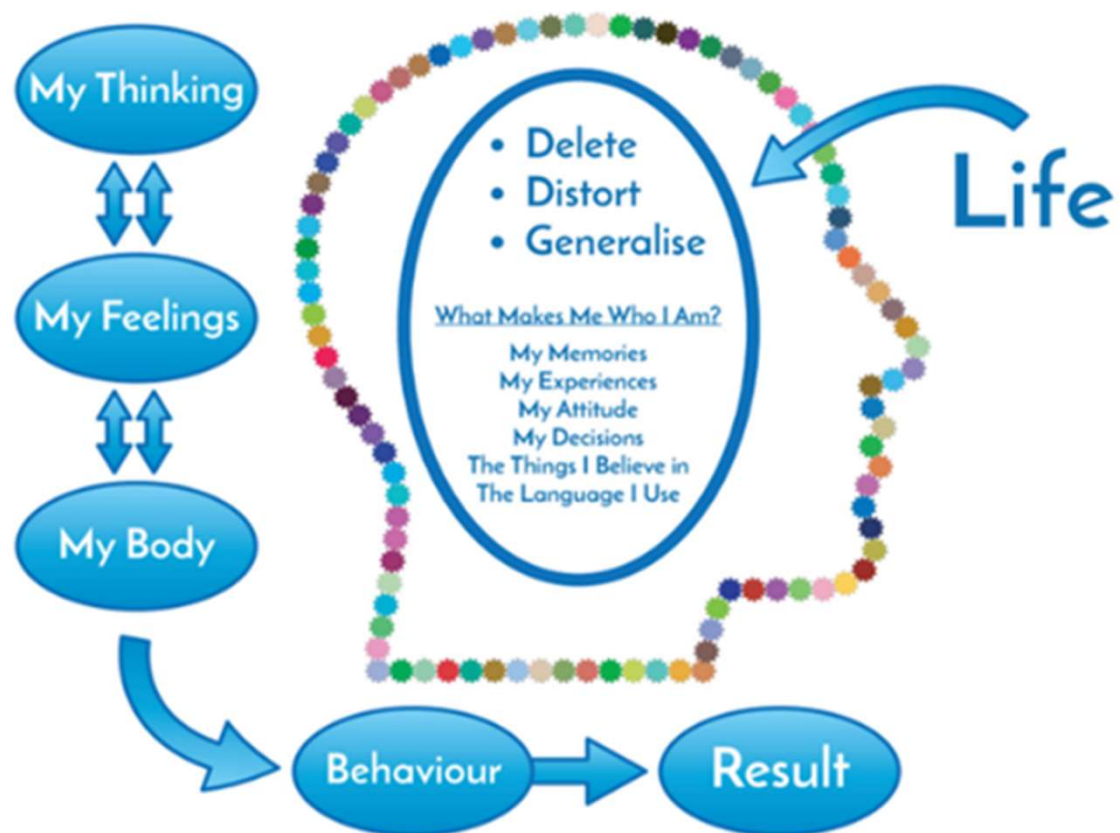 My Thinking
My Feelings
My Body
• Delete
• Distort
• Generalise
What Makes Me Who I Am?
My Memories
My Experiences
My Attitude
My Decisions
The Things I Believe in
The Language I Use
Life
Behaviour
Result